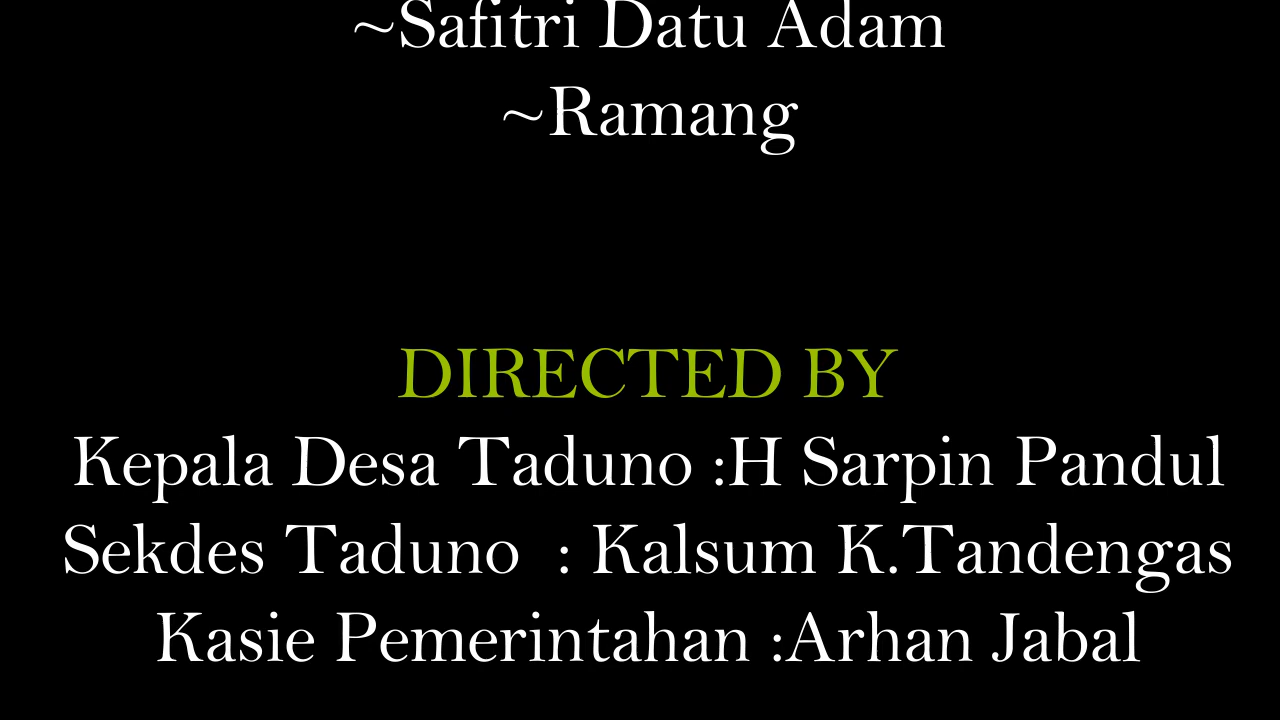 ~Safitri Datu Adam
~Ramang
DIRECTED BY
Kepala Desa Taduno :H Sarpin Pandul
Sekdes Taduno  : Kalsum K.Tandengas
Kasie Pemerintahan :Arhan Jabal